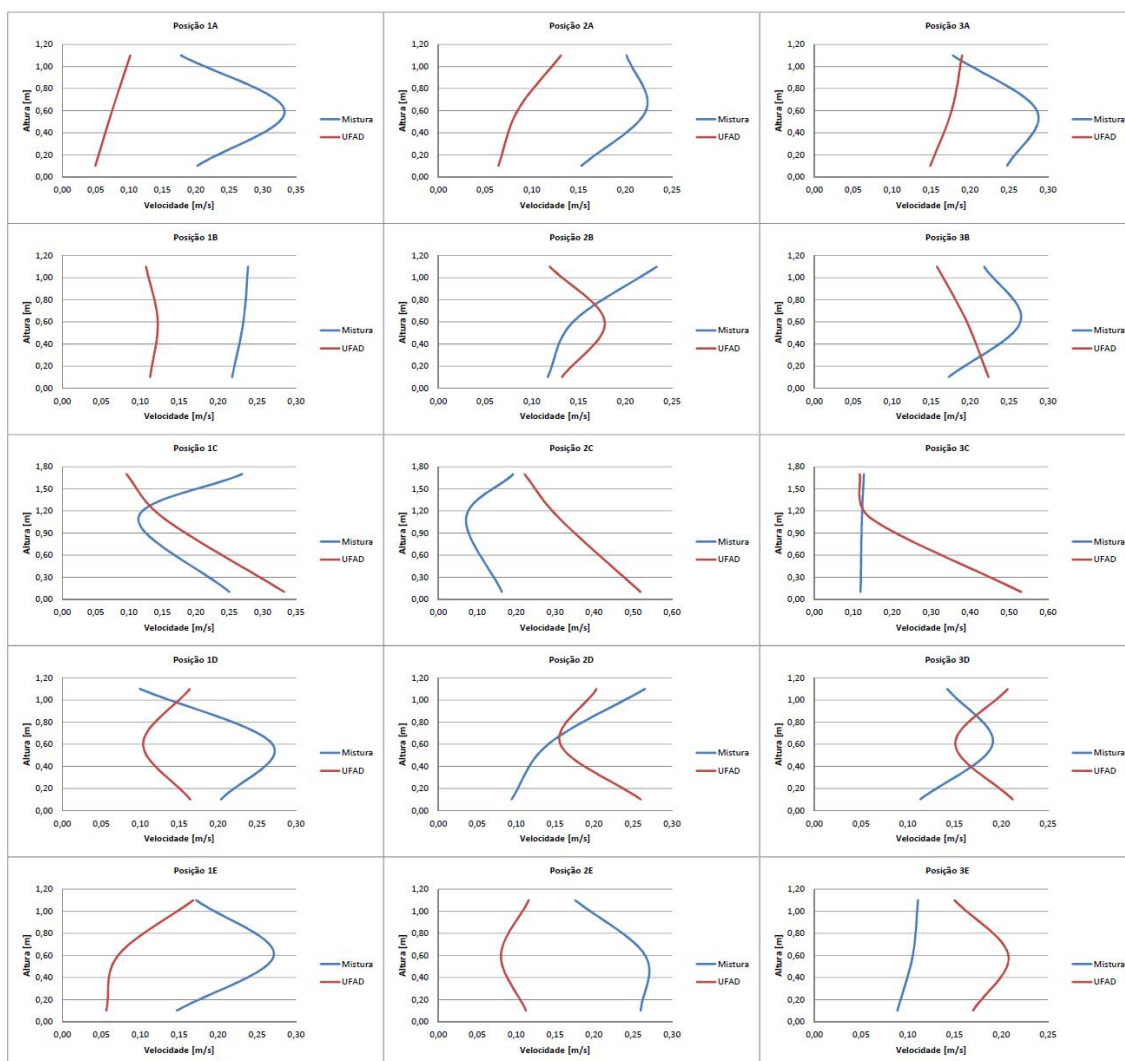 Posição 1A
Altura [m]
1,20
1,00
0,80
0,60
0,40
0,20
0,00
Mistura
UFAD
0,00 0,05 0,10 0,15 0,20 0,25 0,30 0,35
Velocidade [m/s]
Posição 2A
Altura [m]
1,20
1,00
0,80
0,60
0,40
0,20
0,00
Mistura
UFAD
0,00 0,05 0,10 0,15 0,20 0,25
Velocidade [m/s]
Posição 3A
Altura [m]
1,20
1,00
0,80
0,60
0,40
0,20
0,00
Mistura
UFAD
0,00 0,05 0,10 0,15 0,20 0,25 0,30
Velocidade [m/s]
Posição 1B
Altura [m]
1,20
1,00
0,80
0,60
0,40
0,20
0,00
Mistura
UFAD
0,00 0,05 0,10 0,15 0,20 0,25 0,30
Velocidade [m/s]
Posição 2B
Altura [m]
1,20
1,00
0,80
0,60
0,40
0,20
0,00
Mistura
UFAD
0,00 0,05 0,10 0,15 0,20 0,25
Velocidade [m/s]
Posição 3B
Altura [m]
1,20
1,00
0,80
0,60
0,40
0,20
0,00
Mistura
UFAD
0,00 0,05 0,10 0,15 0,20 0,25 0,30
Velocidade [m/s]
Posição 1C
Altura [m]
1,80
1,50
1,20
0,90
0,60
0,30
0,00
Mistura
UFAD
0,00 0,05 0,10 0,15 0,20 0,25 0,30 0,35
Velocidade [m/s]
Posição 2C
Altura [m]
1,80
1,50
1,20
0,90
0,60
0,30
0,00
Mistura
UFAD
0,00 0,10 0,20 0,30 0,40 0,50 0,60
Velocidade [m/s]
Posição 3C
Altura [m]
1,80
1,50
1,20
0,90
0,60
0,30
0,00
Mistura
UFAD
0,00 0,10 0,20 0,30 0,40 0,50 0,60
Velocidade [m/s]
Posição 1D
Altura [m]
1,20
1,00
0,80
0,60
0,40
0,20
0,00
Mistura
UFAD
0,00 0,05 0,10 0,15 0,20 0,25 0,30
Velocidade [m/s]
Posição 2D
Altura [m]
1,20
1,00
0,80
0,60
0,40
0,20
0,00
Mistura
UFAD
0,00 0,05 0,10 0,15 0,20 0,25 0,30
Velocidade [m/s]
Posição 3D
Altura [m]
1,20
1,00
0,80
0,60
0,40
0,20
0,00
Mistura
UFAD
0,00 0,05 0,10 0,15 0,20 0,25
Velocidade [m/s]
Posição 1E
Altura [m]
1,20
1,00
0,80
0,60
0,40
0,20
0,00
Mistura
UFAD
0,00 0,05 0,10 0,15 0,20 0,25 0,30
Velocidade [m/s]
Posição 2E
Altura [m]
1,20
1,00
0,80
0,60
0,40
0,20
0,00
Mistura
UFAD
0,00 0,05 0,10 0,15 0,20 0,25 0,30
Velocidade [m/s]
Posição 3E
Altura [m]
1,20
1,00
0,80
0,60
0,40
0,20
0,00
Mistura
UFAD
0,00 0,05 0,10 0,15 0,20 0,25
Velocidade [m/s]